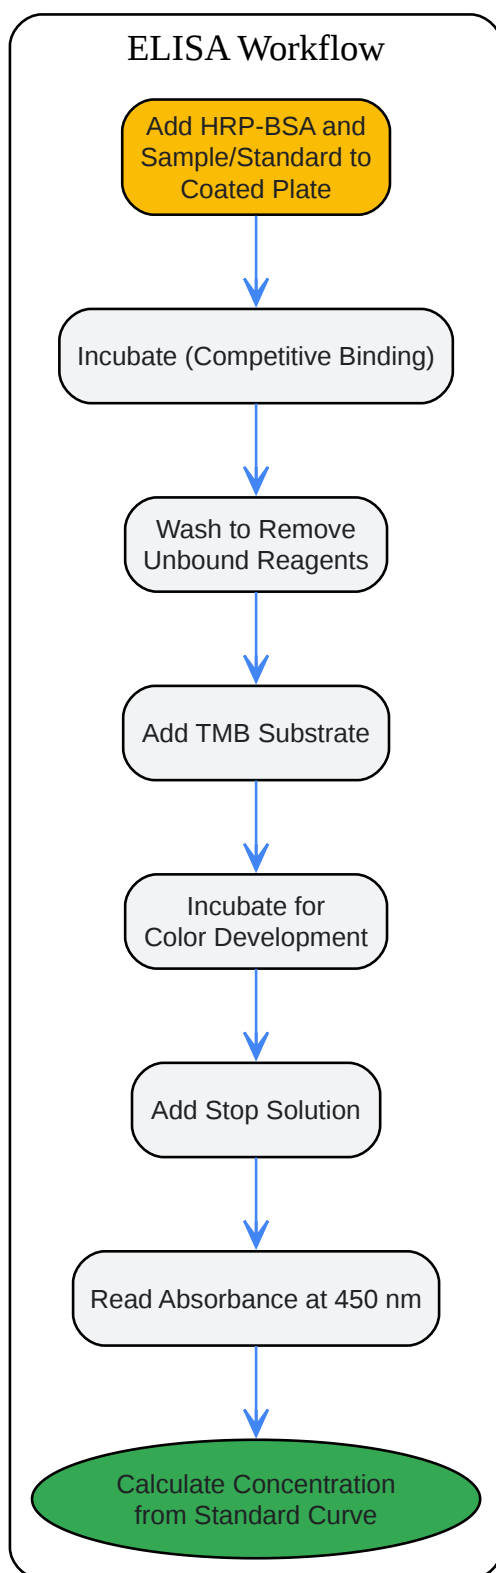 ELISA Workflow
Add HRP-BSA and
Sample/Standard to
Coated Plate
Incubate (Competitive Binding)
Wash to Remove
Unbound Reagents
Add TMB Substrate
Incubate for
Color Development
Add Stop Solution
Read Absorbance at 450 nm
Calculate Concentration
from Standard Curve